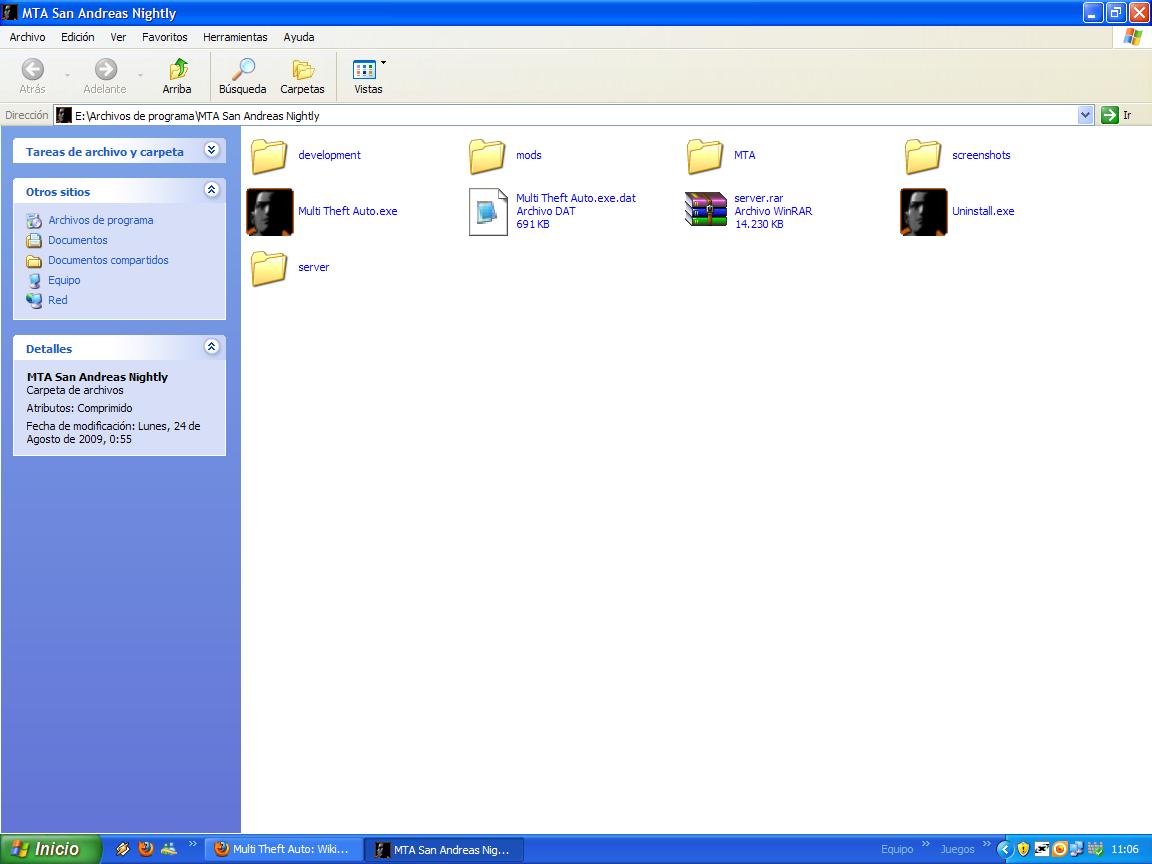 MTA San Andreas Nightly
Archivo Edición Ver Favoritos Herramientas Ayuda
Atrás Adelante Arriba Búsqueda Carpetas Vistas
Dirección E:\Archivos de programa\MTA San Andreas Nightly Ir
Tareas de archivo y carpeta
Otros sitios
Archivos de programa
Documentos
Documentos compartidos
Equipo
Red
Detalles
MTA San Andreas Nightly
Carpeta de archivos
Atributos: Comprimido
Fecha de modificación: Lunes, 24 de
Agosto de 2009, 0:55
development
mods
MTA
screenshots
Multi Theft Auto.exe
Multi Theft Auto.exe.dat
Archivo DAT
691 KB
server.rar
Archivo WinRAR
14.230 KB
Uninstall.exe
server
Inicio
Multi Theft Auto: Wiki...
MTA San Andreas Nig...
Equipo
Juegos
11:06